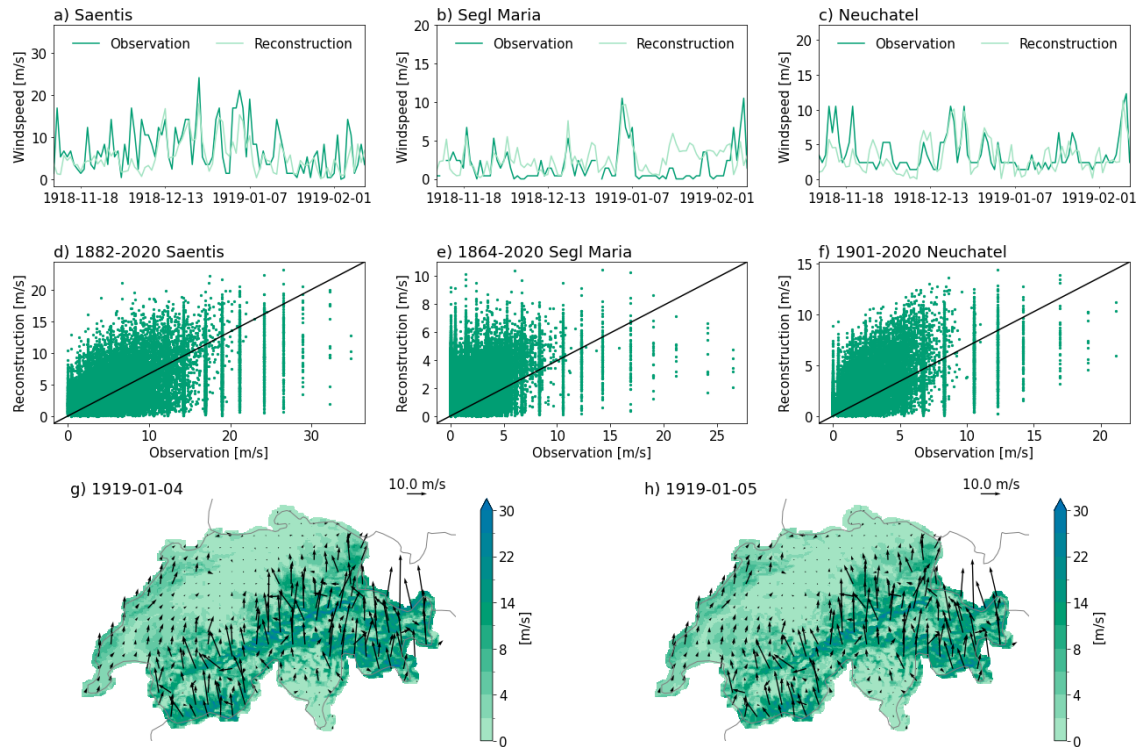 a) Saentis
b) Segl Maria
c) Neuchatel
Windspeed [m/s]
30
20
10
0
Observation
Reconstruction
1918-11-18
1918-12-13
1919-01-07
1919-02-01
Windspeed [m/s]
20
15
10
5
0
Observation
Reconstruction
1918-11-18
1918-12-13
1919-01-07
1919-02-01
Windspeed [m/s]
20
15
10
5
0
Observation
Reconstruction
1918-11-18
1918-12-13
1919-01-07
1919-02-01
d) 1882-2020 Saentis
Reconstruction [m/s]
20
15
10
5
0
0
10
20
30
Observation [m/s]
e) 1864-2020 Segl Maria
Reconstruction [m/s]
10
8
6
4
2
0
0
5
10
15
20
25
Observation [m/s]
f) 1901-2020 Neuchatel
Reconstruction [m/s]
15
10
5
0
0
5
10
15
20
Observation [m/s]
g) 1919-01-04
10.0 m/s
30
22
14
8
4
0
[m/s]
h) 1919-01-05
10.0 m/s
30
22
14
8
4
0
[m/s]